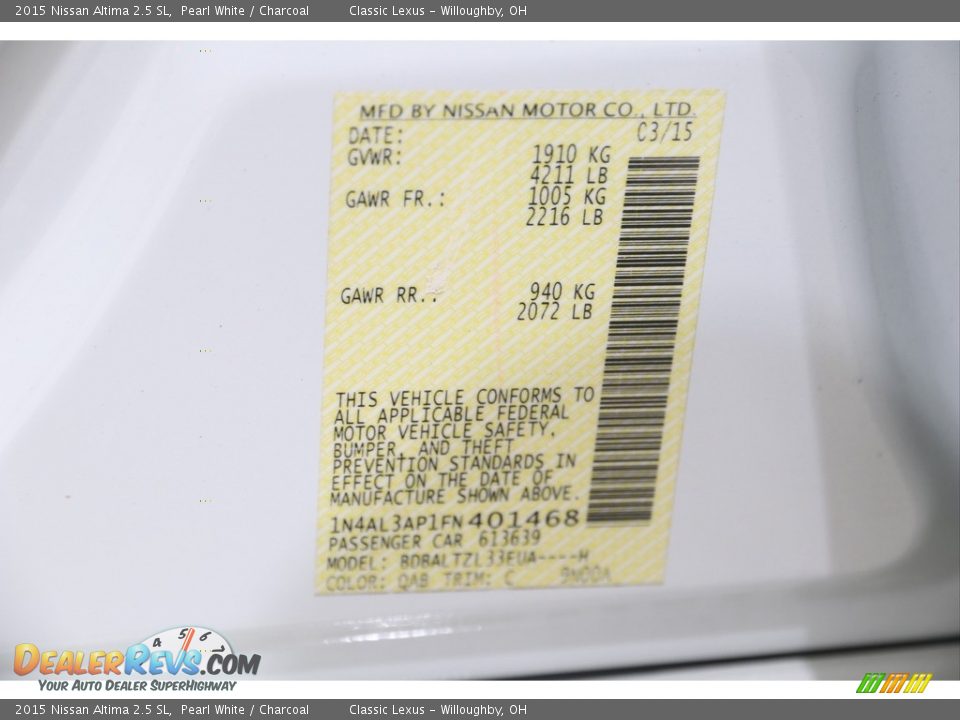 2015 Nissan Altima 2.5 SL, Pearl White / Charcoal Classic Lexus - Willoughby, OH
MFD BY NISSAN MOTOR CO., LTD.
DATE: 03/15
GVWR: 1910 KG
4211 LB
GAWR FR.: 1005 KG
2216 LB
GAWR RR.: 940 KG
2072 LB
THIS VEHICLE CONFORMS TO
ALL APPLICABLE FEDERAL
MOTOR VEHICLE SAFETY,
BUMPER, AND THEFT
PREVENTION STANDARDS IN
EFFECT ON THE DATE OF
MANUFACTURE SHOWN ABOVE.
1N4AL3AP1FN401468
PASSENGER CAR 613639
MODEL: BDBALTZL33EUA----H
COLOR: QAB TRIM: C
4 5 6
DEALERREVS.COM
YOUR AUTO DEALER SUPERHIGHWAY
2015 Nissan Altima 2.5 SL, Pearl White / Charcoal Classic Lexus - Willoughby, OH